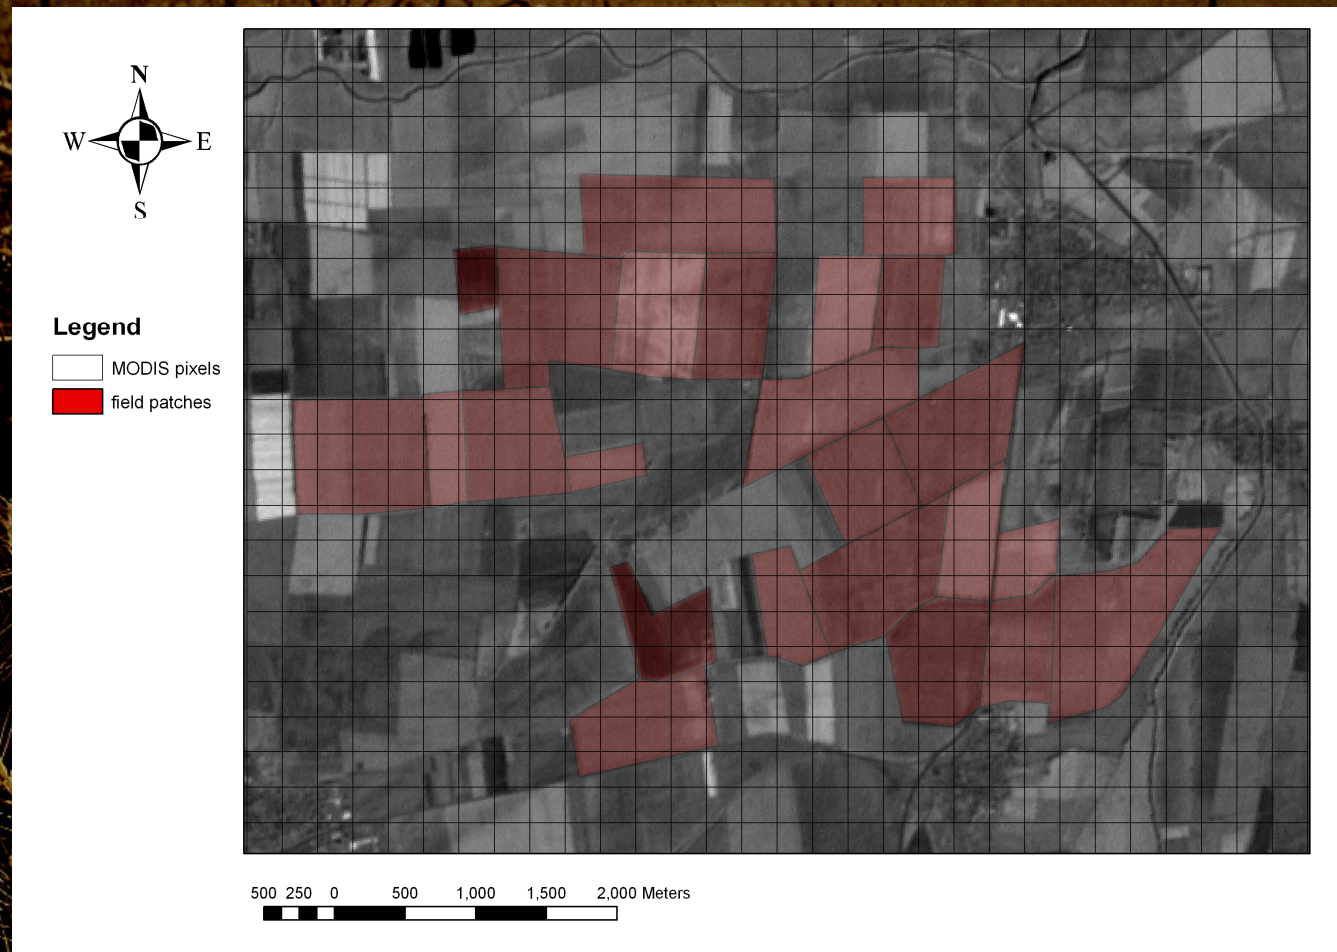 N
W E
S
Legend
MODIS pixels
field patches
500 250 0 500 1,000 1,500 2,000 Meters